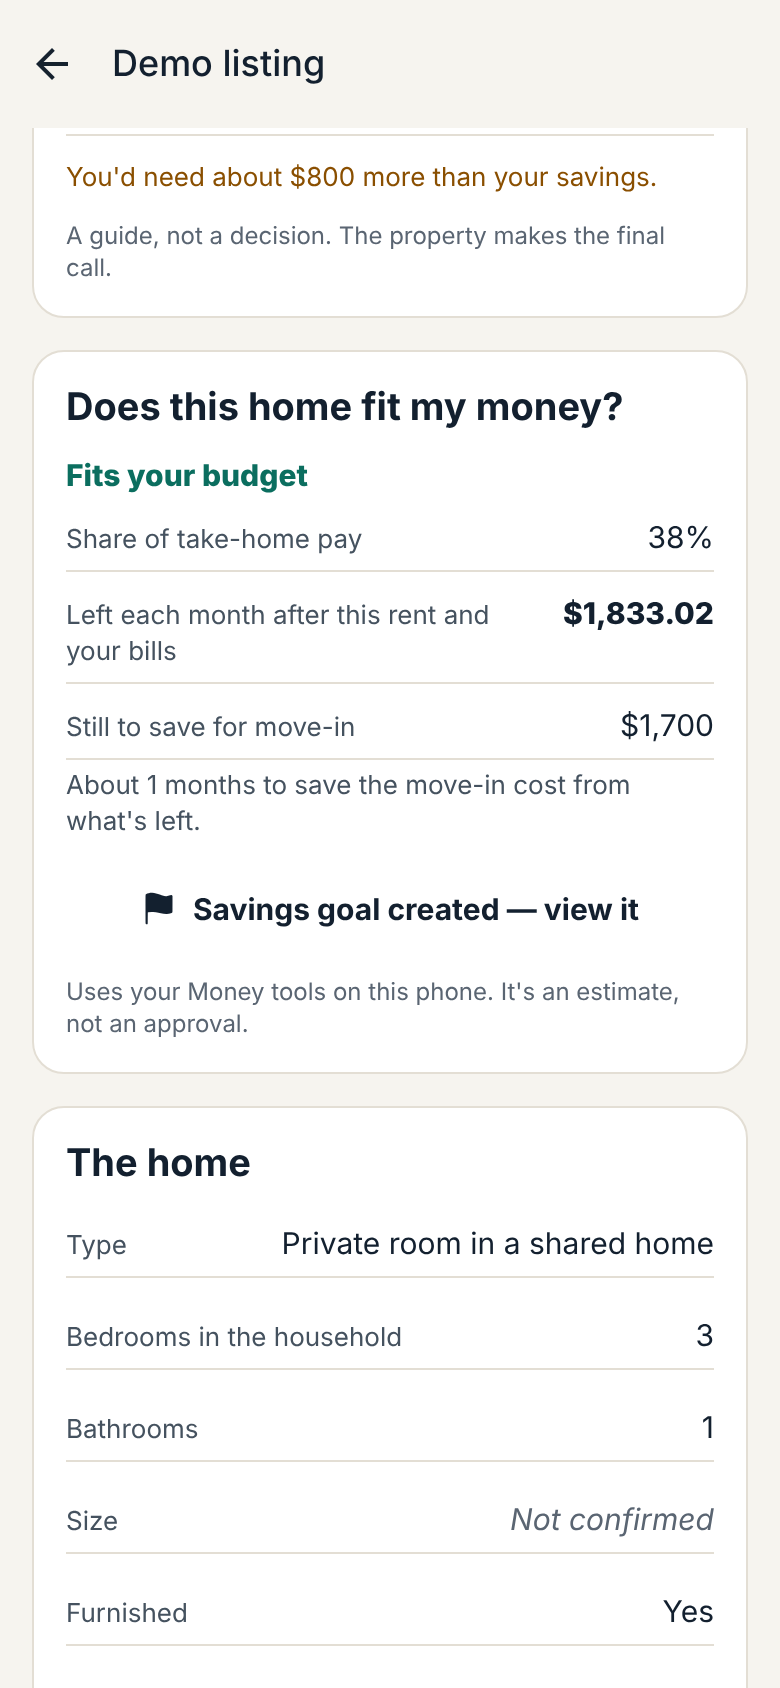 Demo listing
You'd need about $800 more than your savings.
A guide, not a decision. The property makes the final
call.
Does this home fit my money?
Fits your budget
Share of take-home pay 38%
Left each month after this rent and $1,833.02
your bills
Still to save for move-in $1,700
About 1 months to save the move-in cost from
what's left.
Savings goal created — view it
Uses your Money tools on this phone. It's an estimate,
not an approval.
The home
Type Private room in a shared home
Bedrooms in the household 3
Bathrooms 1
Size Not confirmed
Furnished Yes